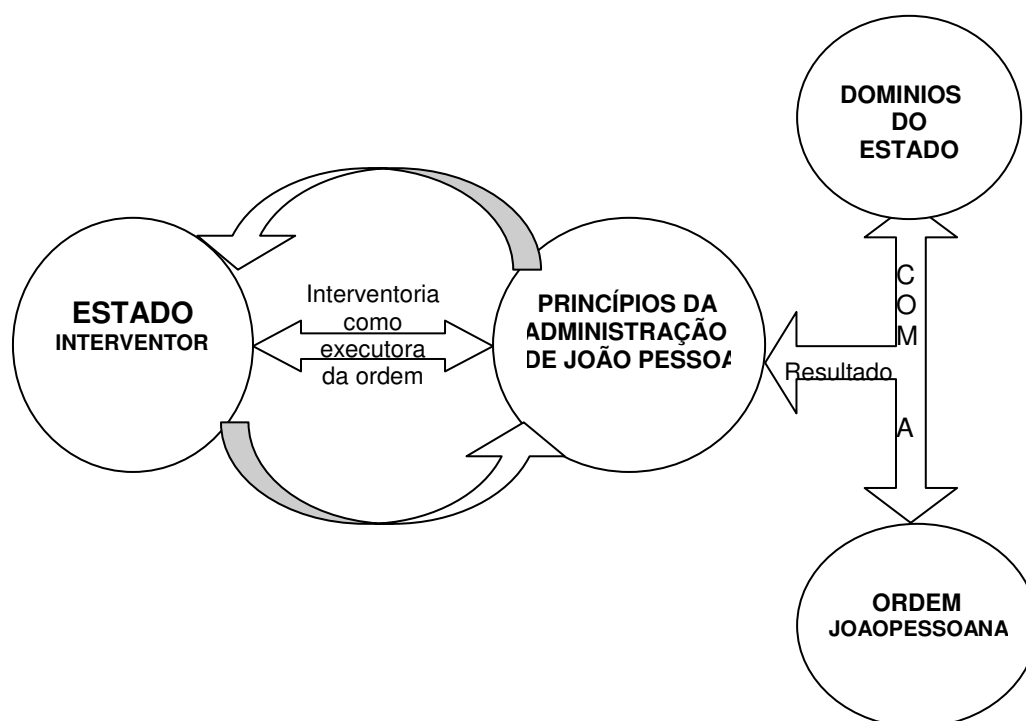 ESTADO
INTERVENTOR
Interventoria
como
executora
da ordem
PRINCÍPIOS DA
ADMINISTRAÇÃO
DE JOÃO PESSOA
Resultado
COM
A
DOMINIOS
DO
ESTADO
ORDEM
JOAOPESSOANA